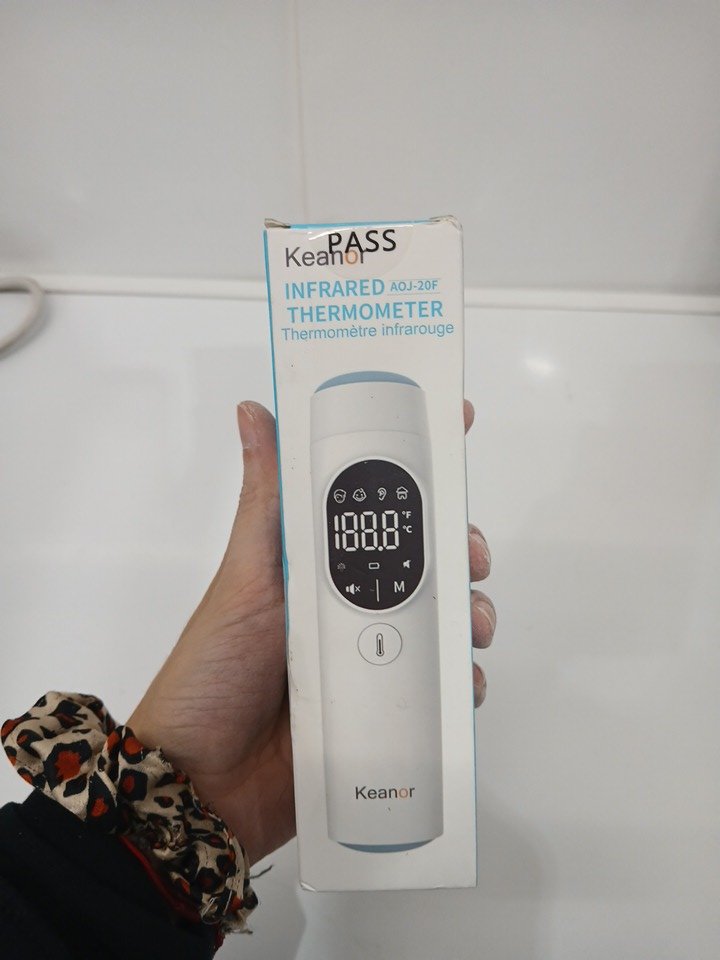 PASS
Keanor
INFRARED AOJ-20F
THERMOMETER
Thermomètre infrarouge
188.8 °F
°C
M
Keanor